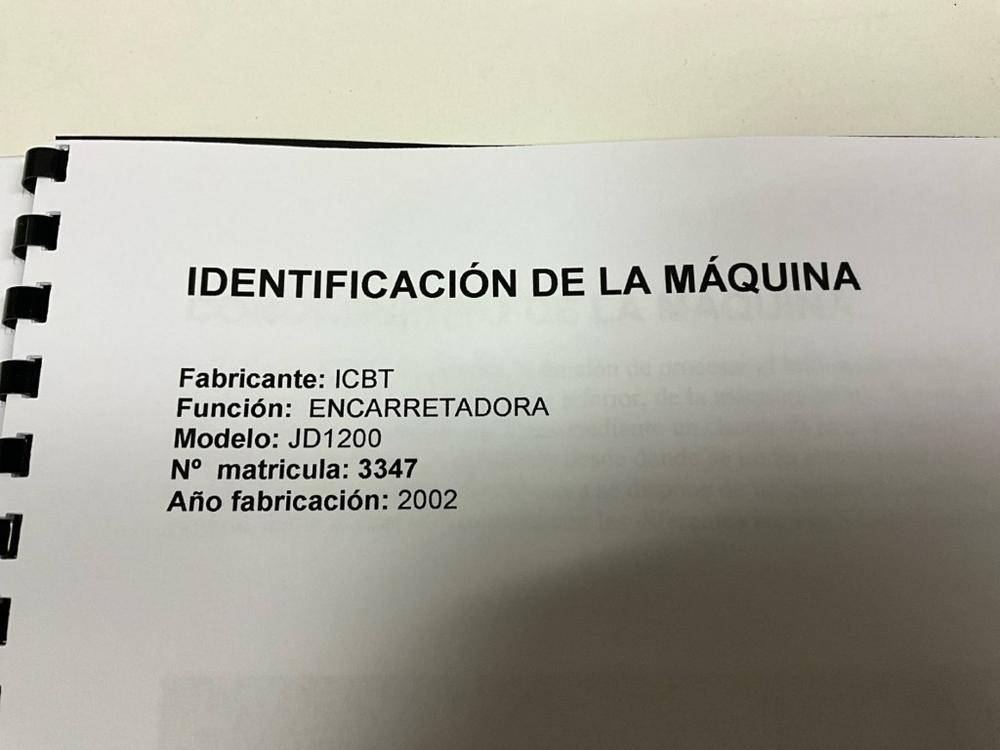 IDENTIFICACIÓN DE LA MÁQUINA
Fabricante: ICBT
Función: ENCARRETADORA
Modelo: JD1200
Nº matricula: 3347
Año fabricación: 2002